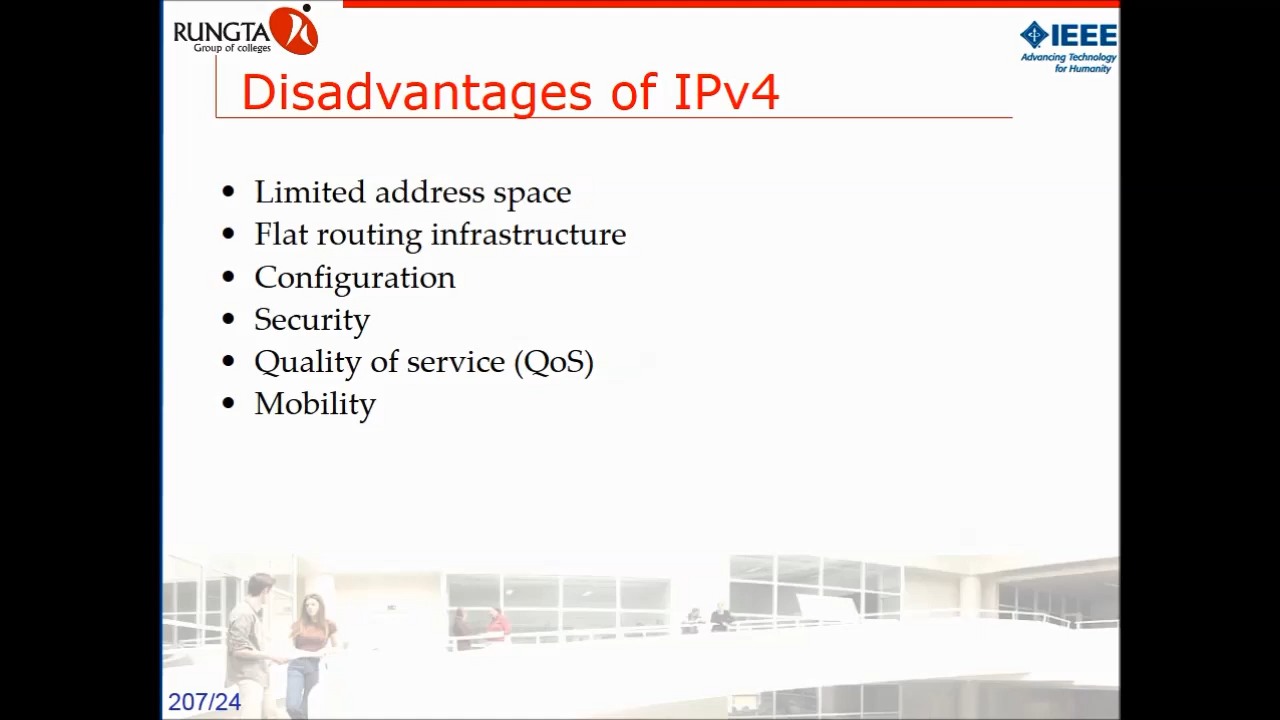 RUNGTA
Group of colleges
IEEE
Advancing Technology
for Humanity
Disadvantages of IPv4
• Limited address space
• Flat routing infrastructure
• Configuration
• Security
• Quality of service (QoS)
• Mobility
207/24